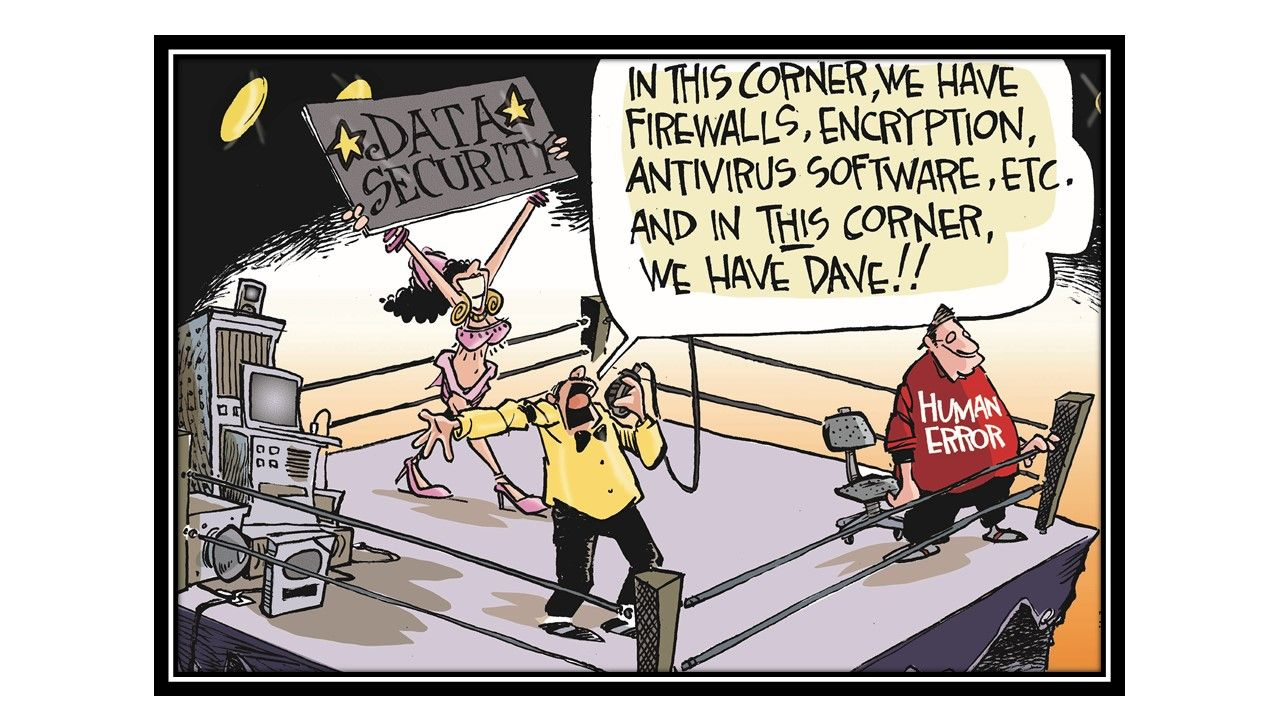 DATA
SECURITY
IN THIS CORNER, WE HAVE
FIREWALLS, ENCRYPTION,
ANTIVIRUS SOFTWARE, ETC.
AND IN THIS CORNER,
WE HAVE DAVE!!
HUMAN
ERROR